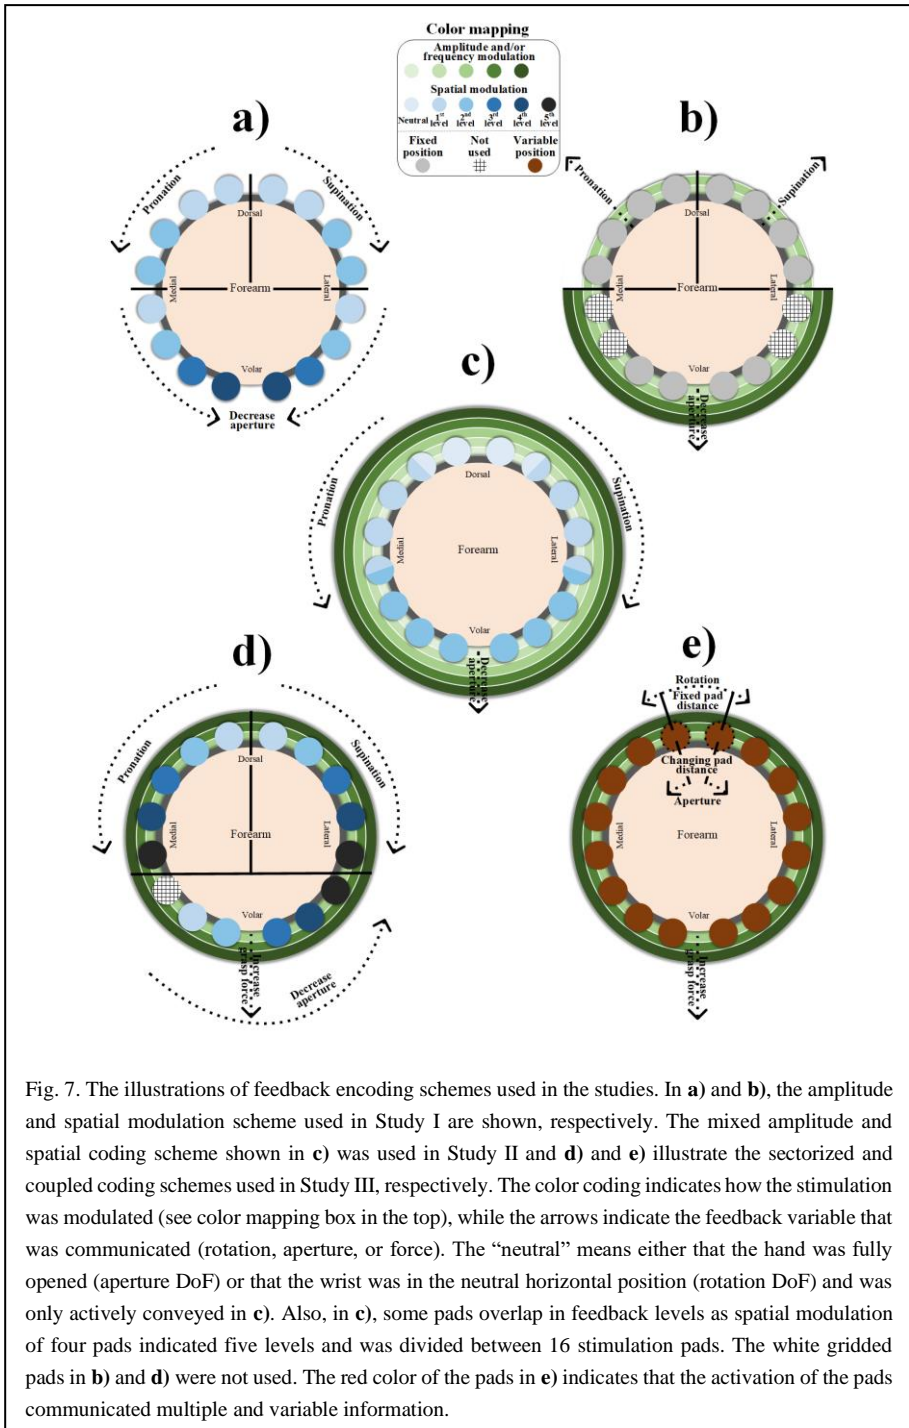 Color mapping
Amplitude and/or
frequency modulation
Spatial modulation
Neutral 1st level 2nd level 3rd level 4th level 5th level
Fixed position Not used Variable position
a)
Pronation
Supination
Dorsal
Medial
Forearm
Lateral
Volar
Decrease
aperture
b)
Pronation
Supination
Dorsal
Medial
Forearm
Lateral
Volar
Decrease
aperture
c)
Pronation
Supination
Dorsal
Medial
Forearm
Lateral
Volar
Decrease
aperture
d)
Pronation
Supination
Dorsal
Medial
Forearm
Lateral
Volar
Increase
grasp force
Decrease
aperture
e)
Rotation
Fixed pad
distance
Changing pad
distance
Aperture
Medial
Forearm
Lateral
Volar
Increase
grasp force
Fig. 7. The illustrations of feedback encoding schemes used in the studies. In a) and b), the amplitude
and spatial modulation scheme used in Study I are shown, respectively. The mixed amplitude and
spatial coding scheme shown in c) was used in Study II and d) and e) illustrate the sectorized and
coupled coding schemes used in Study III, respectively. The color coding indicates how the stimulation
was modulated (see color mapping box in the top), while the arrows indicate the feedback variable that
was communicated (rotation, aperture, or force). The “neutral” means either that the hand was fully
opened (aperture DoF) or that the wrist was in the neutral horizontal position (rotation DoF) and was
only actively conveyed in c). Also, in c), some pads overlap in feedback levels as spatial modulation
of four pads indicated five levels and was divided between 16 stimulation pads. The white gridded
pads in b) and d) were not used. The red color of the pads in e) indicates that the activation of the pads
communicated multiple and variable information.